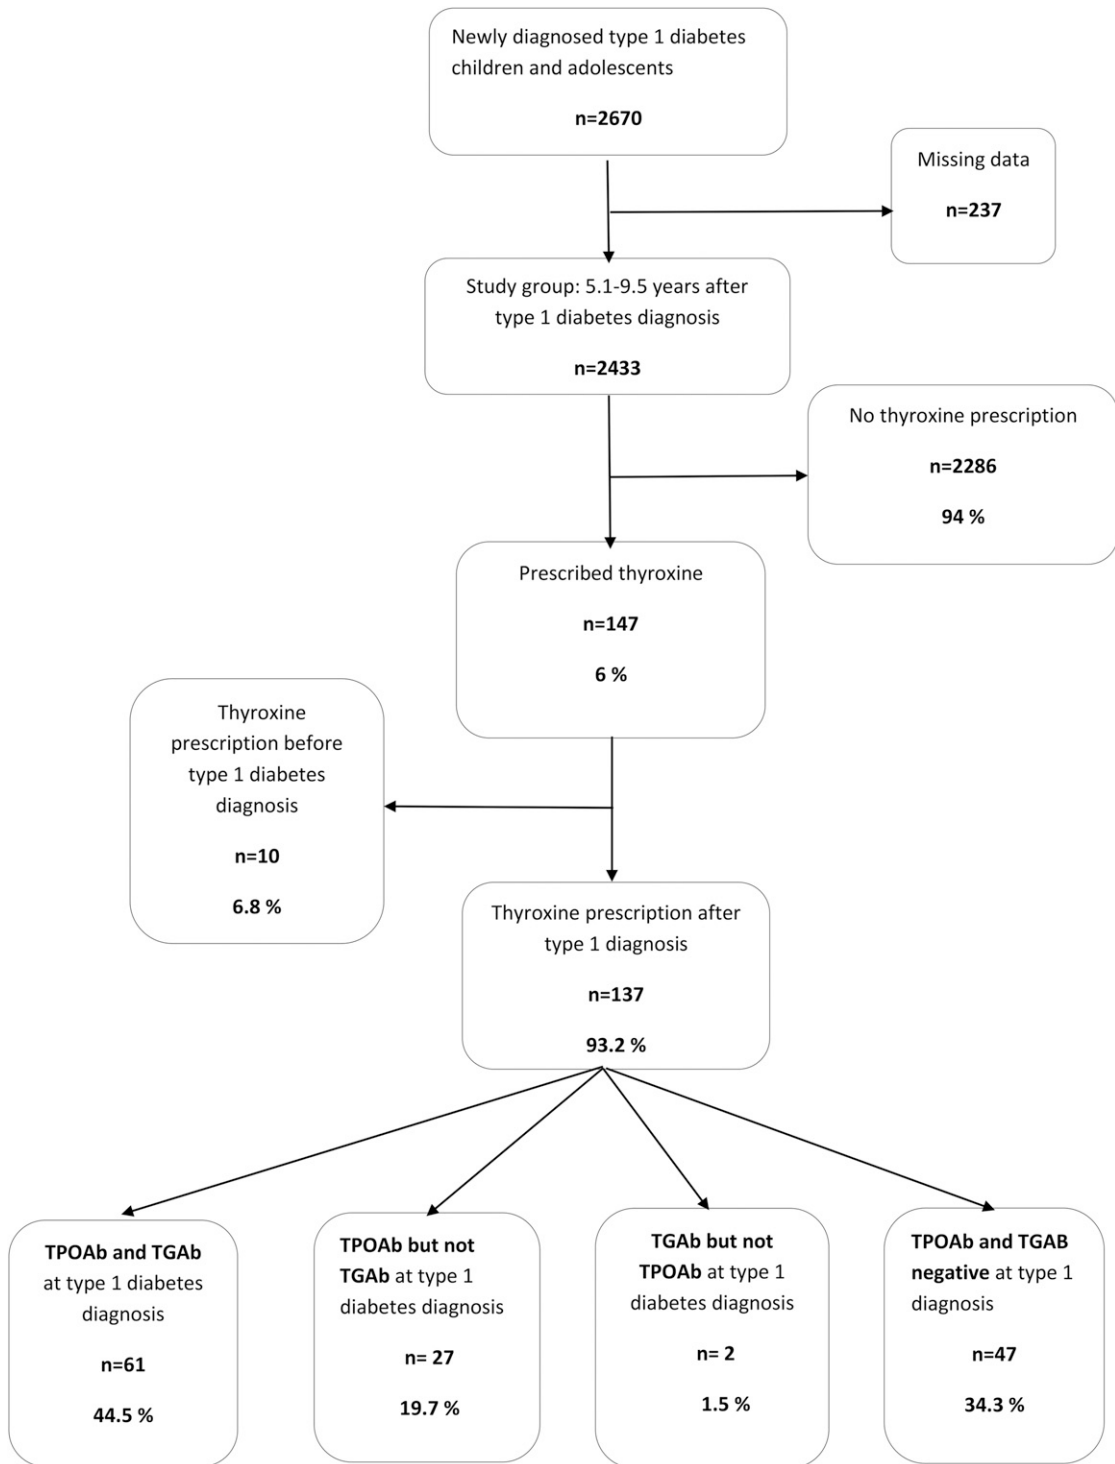 Newly diagnosed type 1 diabetes
children and adolescents
n=2670
Missing data
n=237
Study group: 5.1-9.5 years after
type 1 diabetes diagnosis
n=2433
No thyroxine prescription
n=2286
94 %
Prescribed thyroxine
n=147
6 %
Thyroxine
prescription before
type 1 diabetes
diagnosis
n=10
6.8 %
Thyroxine prescription after
type 1 diagnosis
n=137
93.2 %
TPOAb and TGAb
at type 1 diabetes
diagnosis
n=61
44.5 %
TPOAb but not
TGAb at type 1
diabetes diagnosis
n= 27
19.7 %
TGAb but not
TPOAb at type 1
diabetes diagnosis
n= 2
1.5 %
TPOAb and TGAB
negative at type 1
diagnosis
n=47
34.3 %